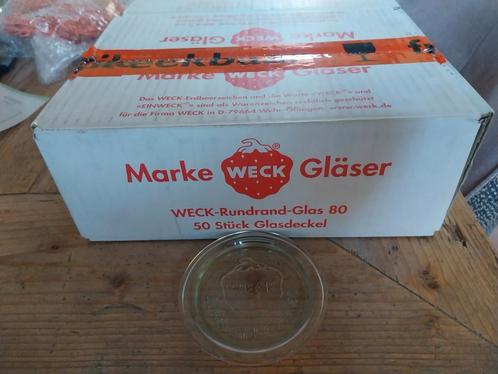 Marke WECK Gläser
Das WECK-Erdbeerzeichen und die Worte »WECK®« und
»EINWECK®« sind als Warenzeichen rechtlich geschützt
für die Firma WECK in D-79664 Wehr-Öflingen www.weck.de
Marke WECK® Gläser
WECK-Rundrand-Glas 80
50 Stück Glasdeckel